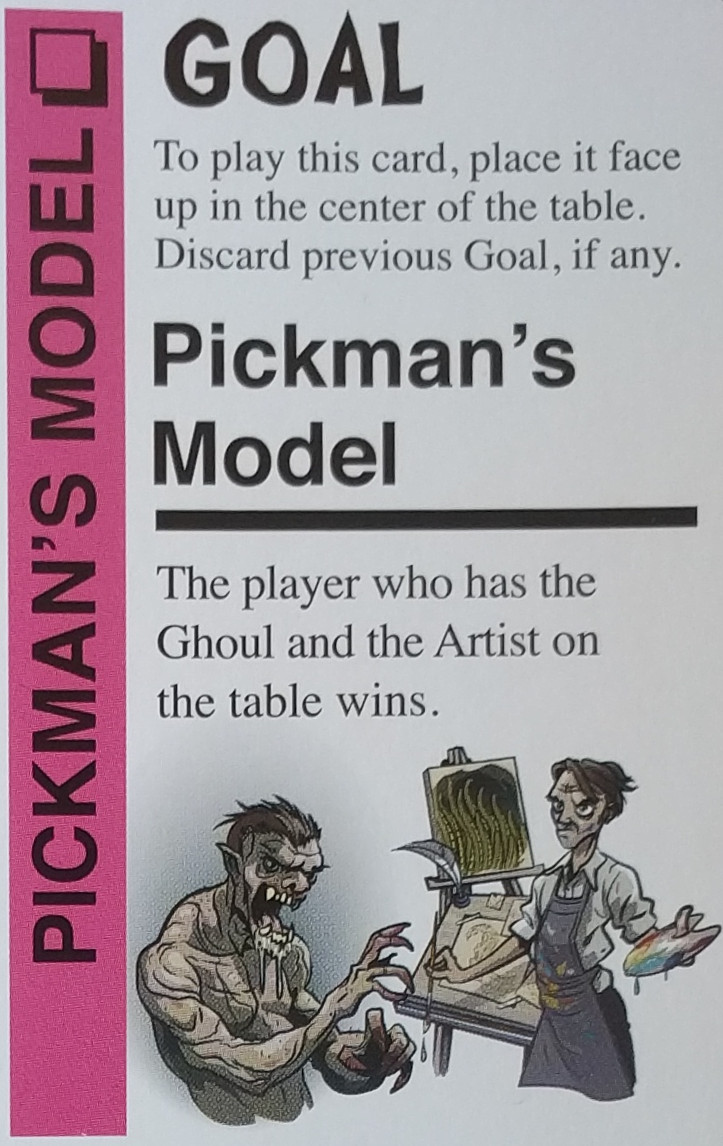 PICKMAN'S MODEL
GOAL
To play this card, place it face
up in the center of the table.
Discard previous Goal, if any.
Pickman's
Model
The player who has the
Ghoul and the Artist on
the table wins.